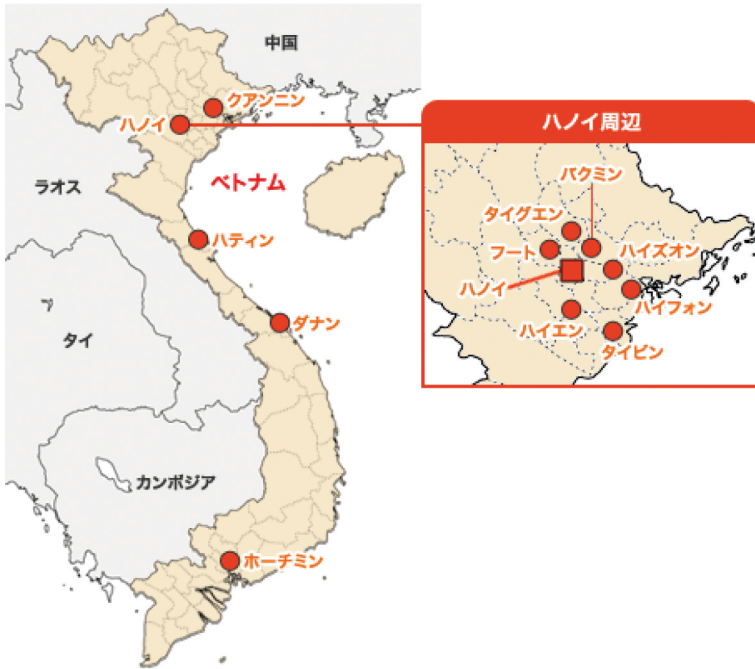 中国
クアンニン
ハノイ
ラオス
ベトナム
ハティン
タイ
ダナン
カンボジア
ホーチミン
ハノイ周辺
バクミン
タイグエン
フート
ハイズオン
ハノイ
ハイフォン
ハイエン
タイビン